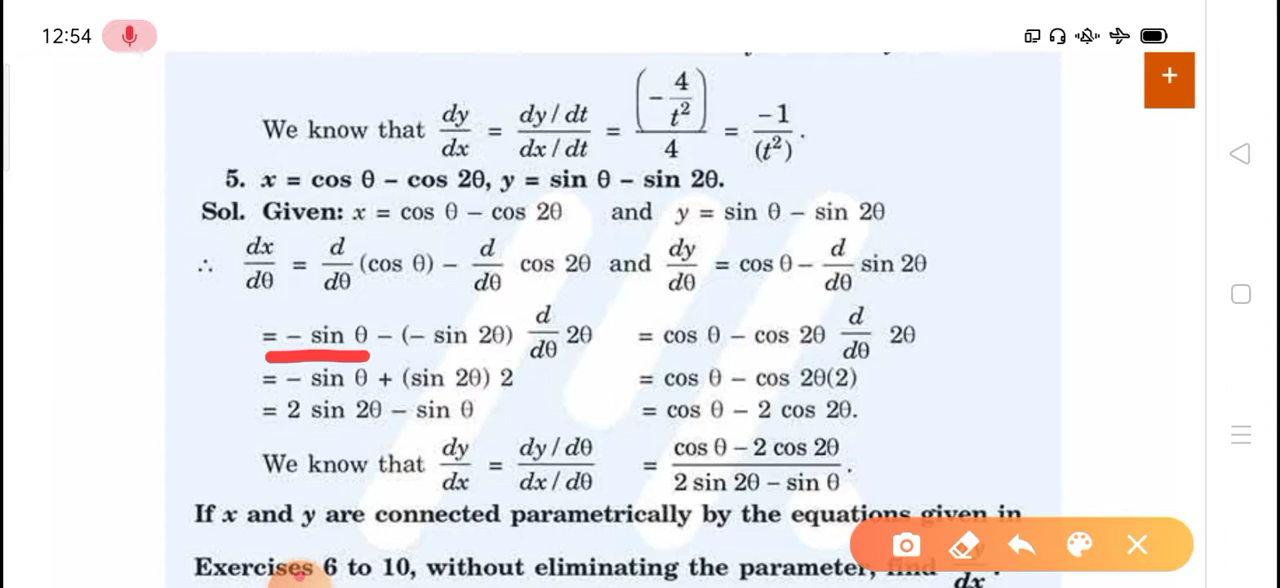 12:54
+
We know that dy/dx = (dy / dt)/(dx / dt) = (− 4/t²)/4 = −1/(t²) .
5. x = cos θ − cos 2θ, y = sin θ − sin 2θ.
Sol. Given: x = cos θ − cos 2θ and y = sin θ − sin 2θ
∴ dx/dθ = d/dθ (cos θ) − d/dθ cos 2θ and dy/dθ = cos θ − d/dθ sin 2θ
= − sin θ − (− sin 2θ) d/dθ 2θ = cos θ − cos 2θ d/dθ 2θ
= − sin θ + (sin 2θ) 2 = cos θ − cos 2θ(2)
= 2 sin 2θ − sin θ = cos θ − 2 cos 2θ.
We know that dy/dx = (dy / dθ)/(dx / dθ) = (cos θ − 2 cos 2θ)/(2 sin 2θ − sin θ) .
If x and y are connected parametrically by the equations given in
Exercises 6 to 10, without eliminating the parameter, dx .